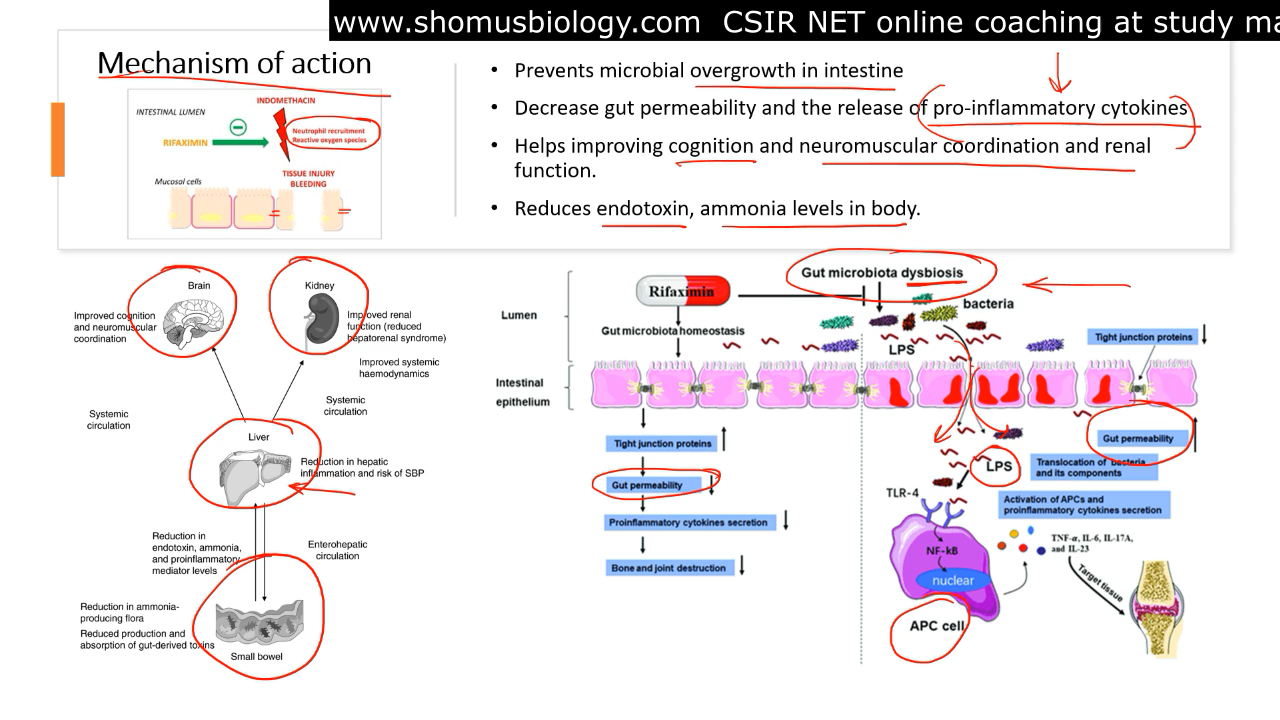 www.shomusbiology.com CSIR NET online coaching at study ma
Mechanism of action
INTESTINAL LUMEN
INDOMETHACIN
RIFAXIMIN
Neutrophil recruitment
Reactive oxygen species
TISSUE INJURY
BLEEDING
Mucosal cells
• Prevents microbial overgrowth in intestine
• Decrease gut permeability and the release of pro-inflammatory cytokines
• Helps improving cognition and neuromuscular coordination and renal
function.
• Reduces endotoxin, ammonia levels in body.
Brain
Kidney
Improved cognition
and neuromuscular
coordination
Improved renal
function (reduced
hepatorenal syndrome)
Improved systemic
haemodynamics
Systemic
circulation
Systemic
circulation
Liver
Reduction in hepatic
inflammation and risk of SBP
Reduction in
endotoxin, ammonia,
and proinflammatory
mediator levels
Enterohepatic
circulation
Reduction in ammonia-
producing flora
Reduced production and
absorption of gut-derived toxins
Small bowel
Lumen
Rifaximin
Gut microbiota dysbiosis
bacteria
Gut microbiota homeostasis
LPS
Tight junction proteins
Intestinal
epithelium
Tight junction proteins
Gut permeability
Proinflammatory cytokines secretion
Bone and joint destruction
Gut permeability
LPS
Translocation of bacteria
and its components
TLR-4
Activation of APCs and
proinflammatory cytokines secretion
NF-kB
nuclear
TNF-α, IL-6, IL-17A,
and IL-23
Target tissue
APC cell